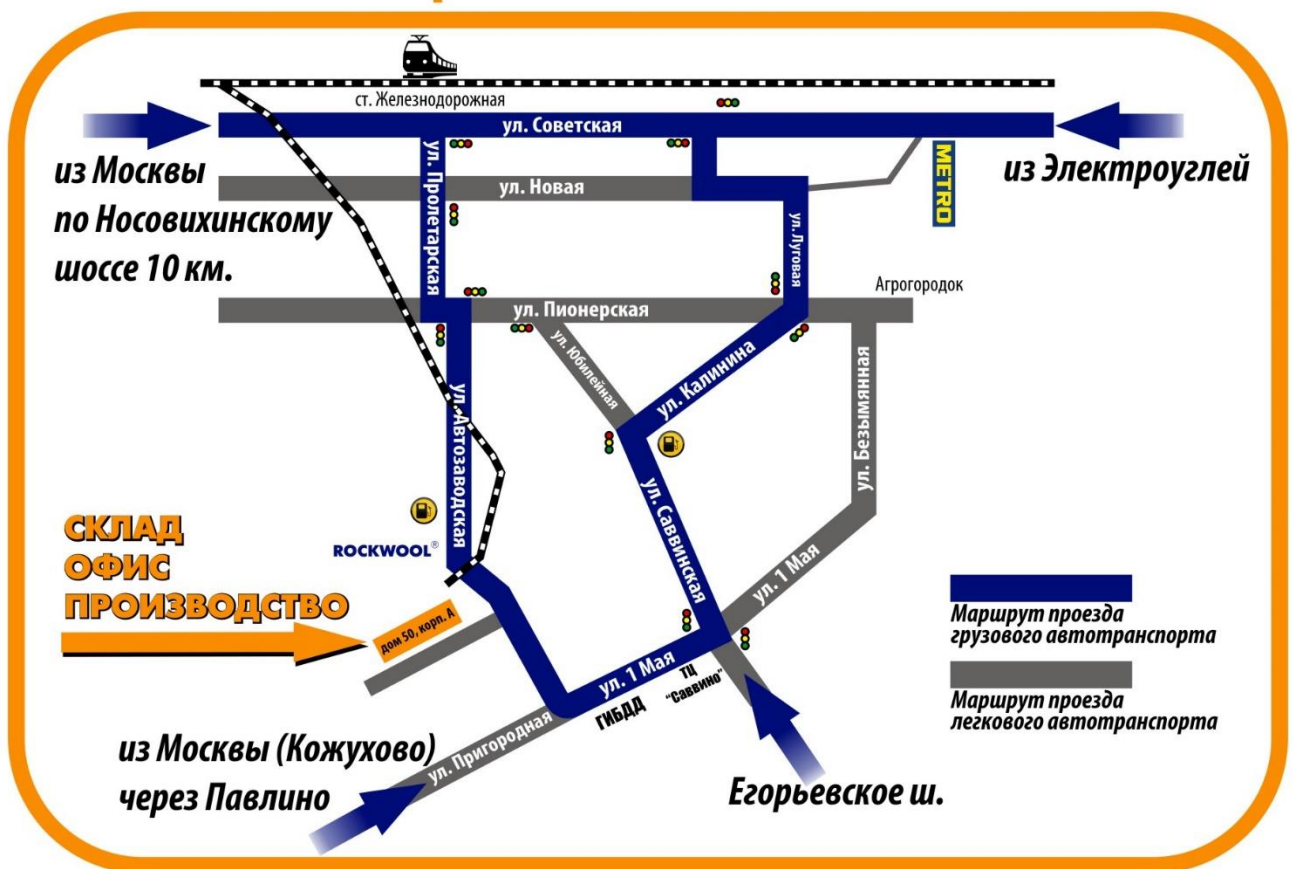 ст. Железнодорожная
ул. Советская
из Москвы
по Носовихинскому
шоссе 10 км.
из Электроуглей
ул. Пролетарская
ул. Новая
METRO
ул. Луговая
Агрогородок
ул. Пионерская
ул. Юбилейная
ул. Калинина
ул. Безымянная
ул. Автозаводская
ул. Саввинская
ROCKWOOL®
СКЛАД
ОФИС
ПРОИЗВОДСТВО
дом 50, корп. А
ул. 1 Мая
ул. 1 Мая
ГИБДД
ТЦ
"Саввино"
ул. Пригородная
из Москвы (Кожухово)
через Павлино
Егорьевское ш.
Маршрут проезда
грузового автотранспорта
Маршрут проезда
легкового автотранспорта